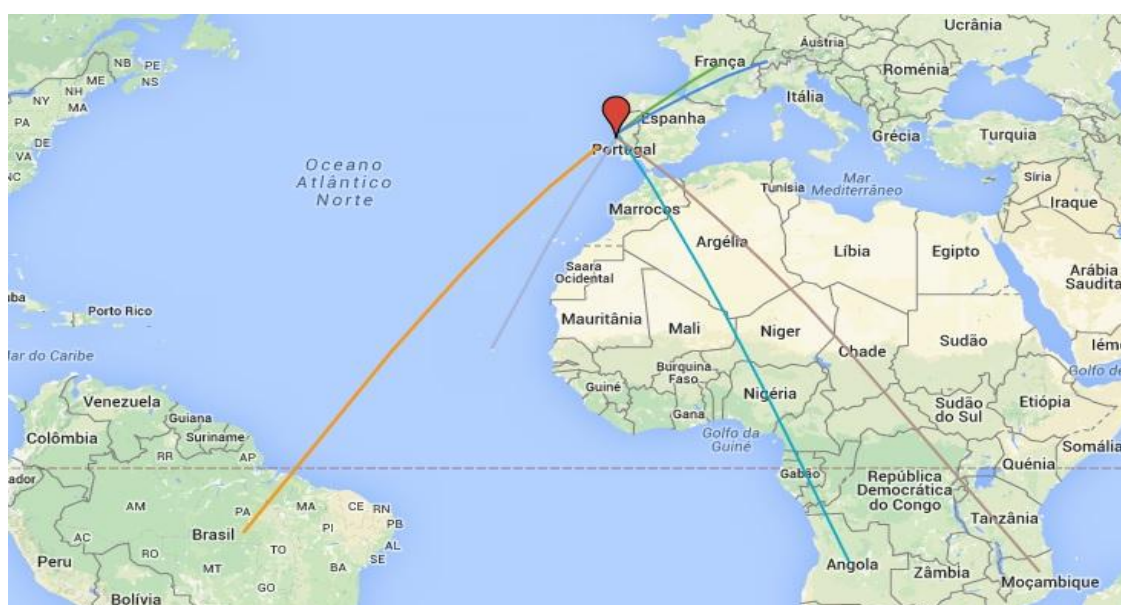 Ucrânia
NB
PE
ME
NS
NH
NY
MA
PA
DE
VA
NC
França
Áustria
Roménia
Itália
Espanha
Grécia
Turquia
Portugal
Oceano
Atlântico
Norte
Mar
Mediterrâneo
Tunísia
Síria
Iraque
Marrocos
Argélia
Líbia
Egipto
Arábia
Saudita
Saara
Ocidental
uba
Porto Rico
Mauritânia
Mali
Niger
Chade
Sudão
Iém
Mar do Caribe
Golfo de
Burquina
Faso
Guiné
Nigéria
Gana
Sudão
do Sul
Etiópia
Venezuela
Guiana
Suriname
Colômbia
Golfo da
Guiné
Somália
RR
AP
ador
Gabão
República
Democrática
do Congo
Quénia
AM
PA
MA
CE
RN
PB
PI
AL
SE
Brasil
TO
BA
AC
RO
MT
GO
Peru
Bolívia
Tanzânia
Angola
Zâmbia
Moçambique